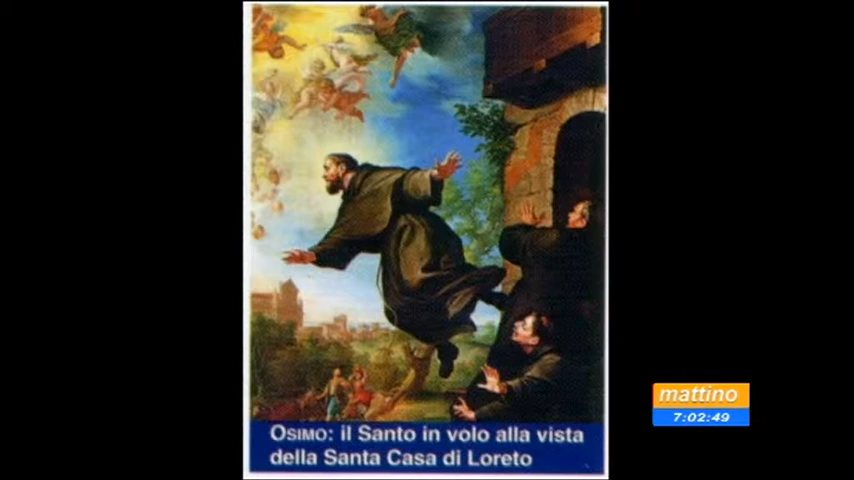 Osimo: il Santo in volo alla vista
della Santa Casa di Loreto
mattino
7:02:49